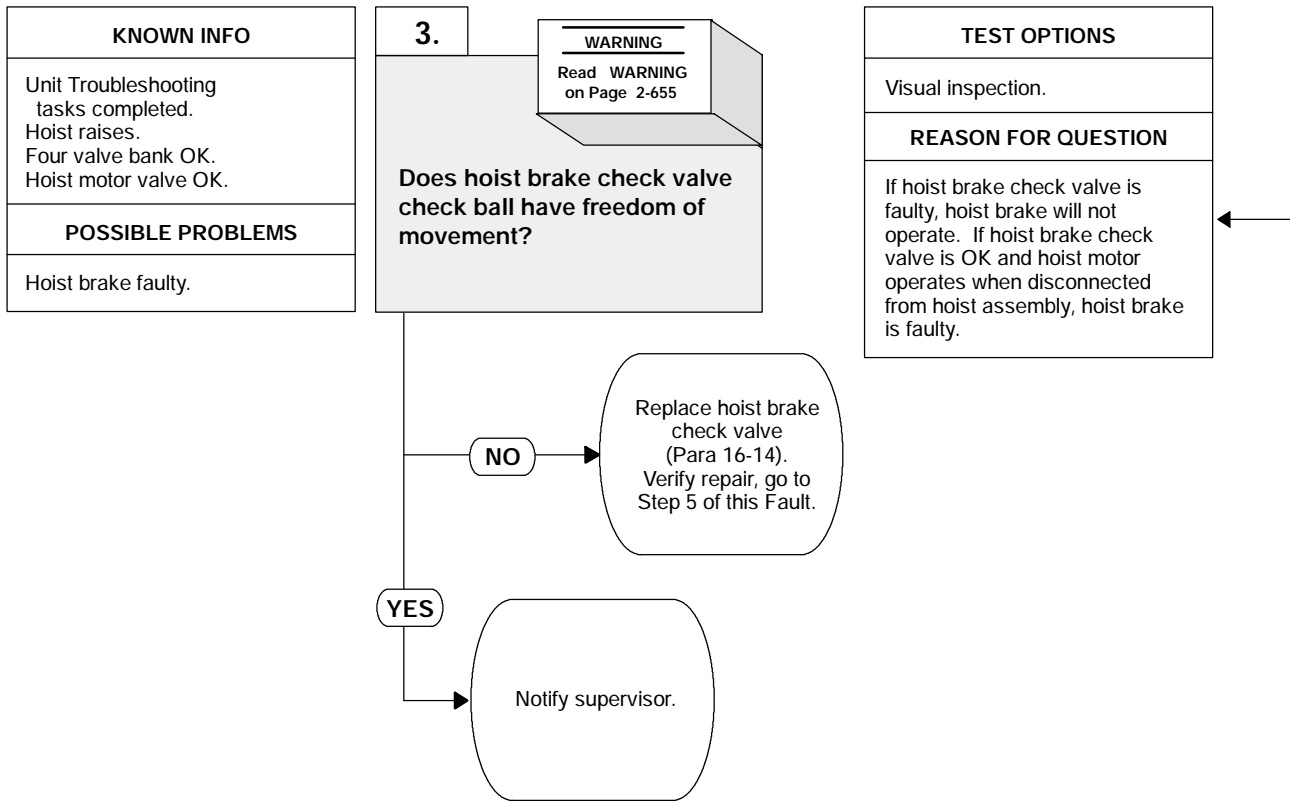 KNOWN INFO
Unit Troubleshooting
tasks completed.
Hoist raises.
Four valve bank OK.
Hoist motor valve OK.
POSSIBLE PROBLEMS
Hoist brake faulty.
3.
WARNING
Read WARNING
on Page 2-655
Does hoist brake check valve
check ball have freedom of
movement?
TEST OPTIONS
Visual inspection.
REASON FOR QUESTION
If hoist brake check valve is
faulty, hoist brake will not
operate. If hoist brake check
valve is OK and hoist motor
operates when disconnected
from hoist assembly, hoist brake
is faulty.
NO
Replace hoist brake
check valve
(Para 16-14).
Verify repair, go to
Step 5 of this Fault.
YES
Notify supervisor.